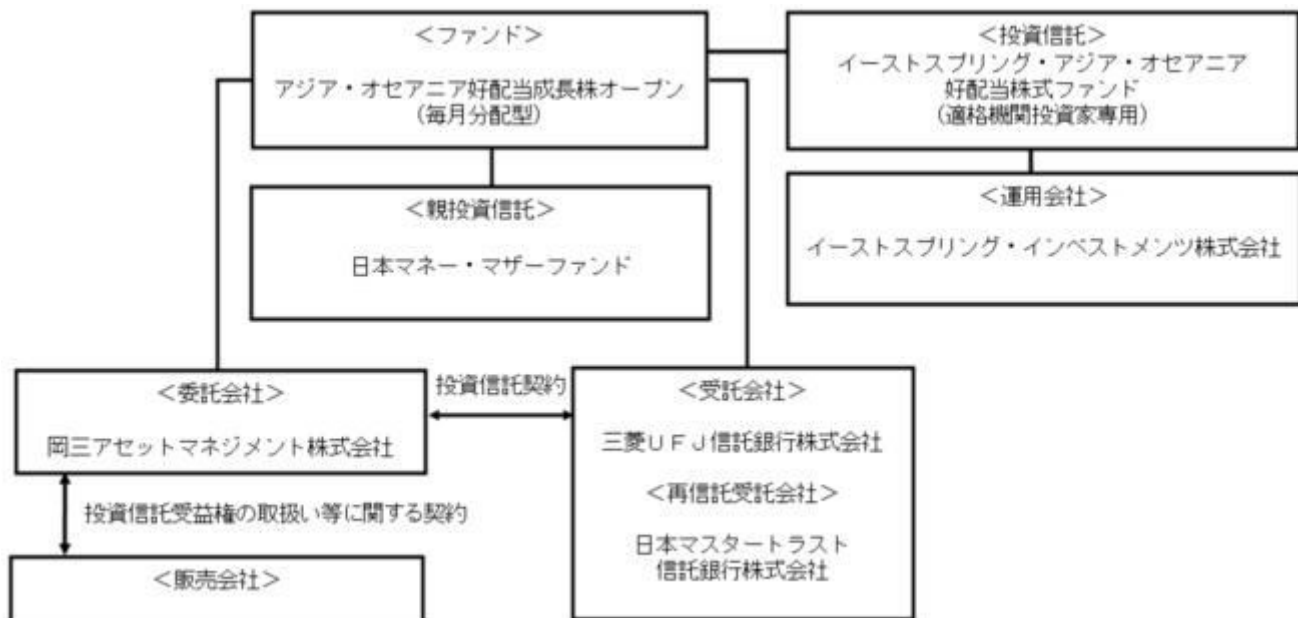 ＜ファンド＞
アジア・オセアニア好配当成長株オープン
（毎月分配型）
＜投資信託＞
イーストスプリング・アジア・オセアニア
好配当株式ファンド
（適格機関投資家専用）
＜親投資信託＞
日本マネー・マザーファンド
＜運用会社＞
イーストスプリング・インベストメンツ株式会社
＜委託会社＞
岡三アセットマネジメント株式会社
投資信託契約
＜受託会社＞
三菱ＵＦＪ信託銀行株式会社
＜再信託受託会社＞
日本マスタートラスト
信託銀行株式会社
投資信託受益権の取扱い等に関する契約
＜販売会社＞